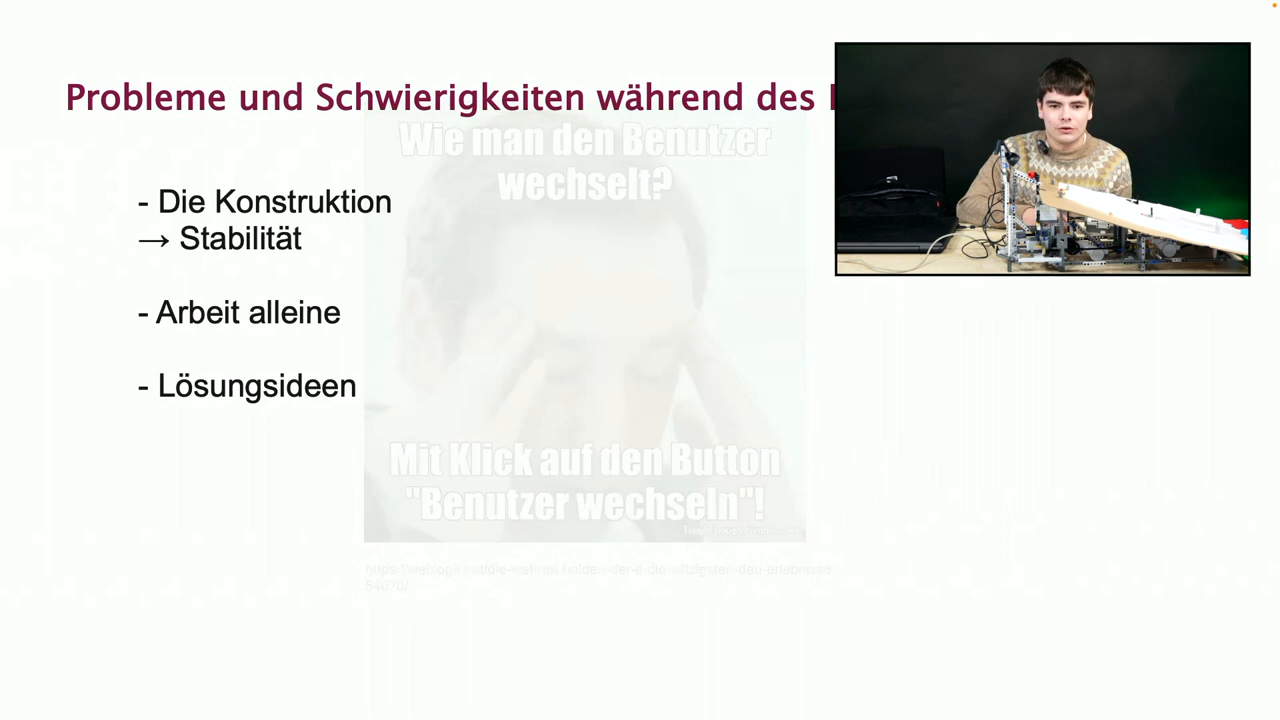 Probleme und Schwierigkeiten während des
Wie man den Benutzer
wechselt?
- Die Konstruktion
→ Stabilität
- Arbeit alleine
- Lösungsideen
Mit Klick auf den Button
"Benutzer wechseln"!
54070/